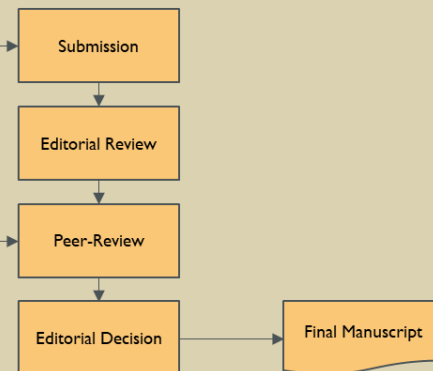 Submission
Editorial Review
Peer-Review
Editorial Decision
Final Manuscript